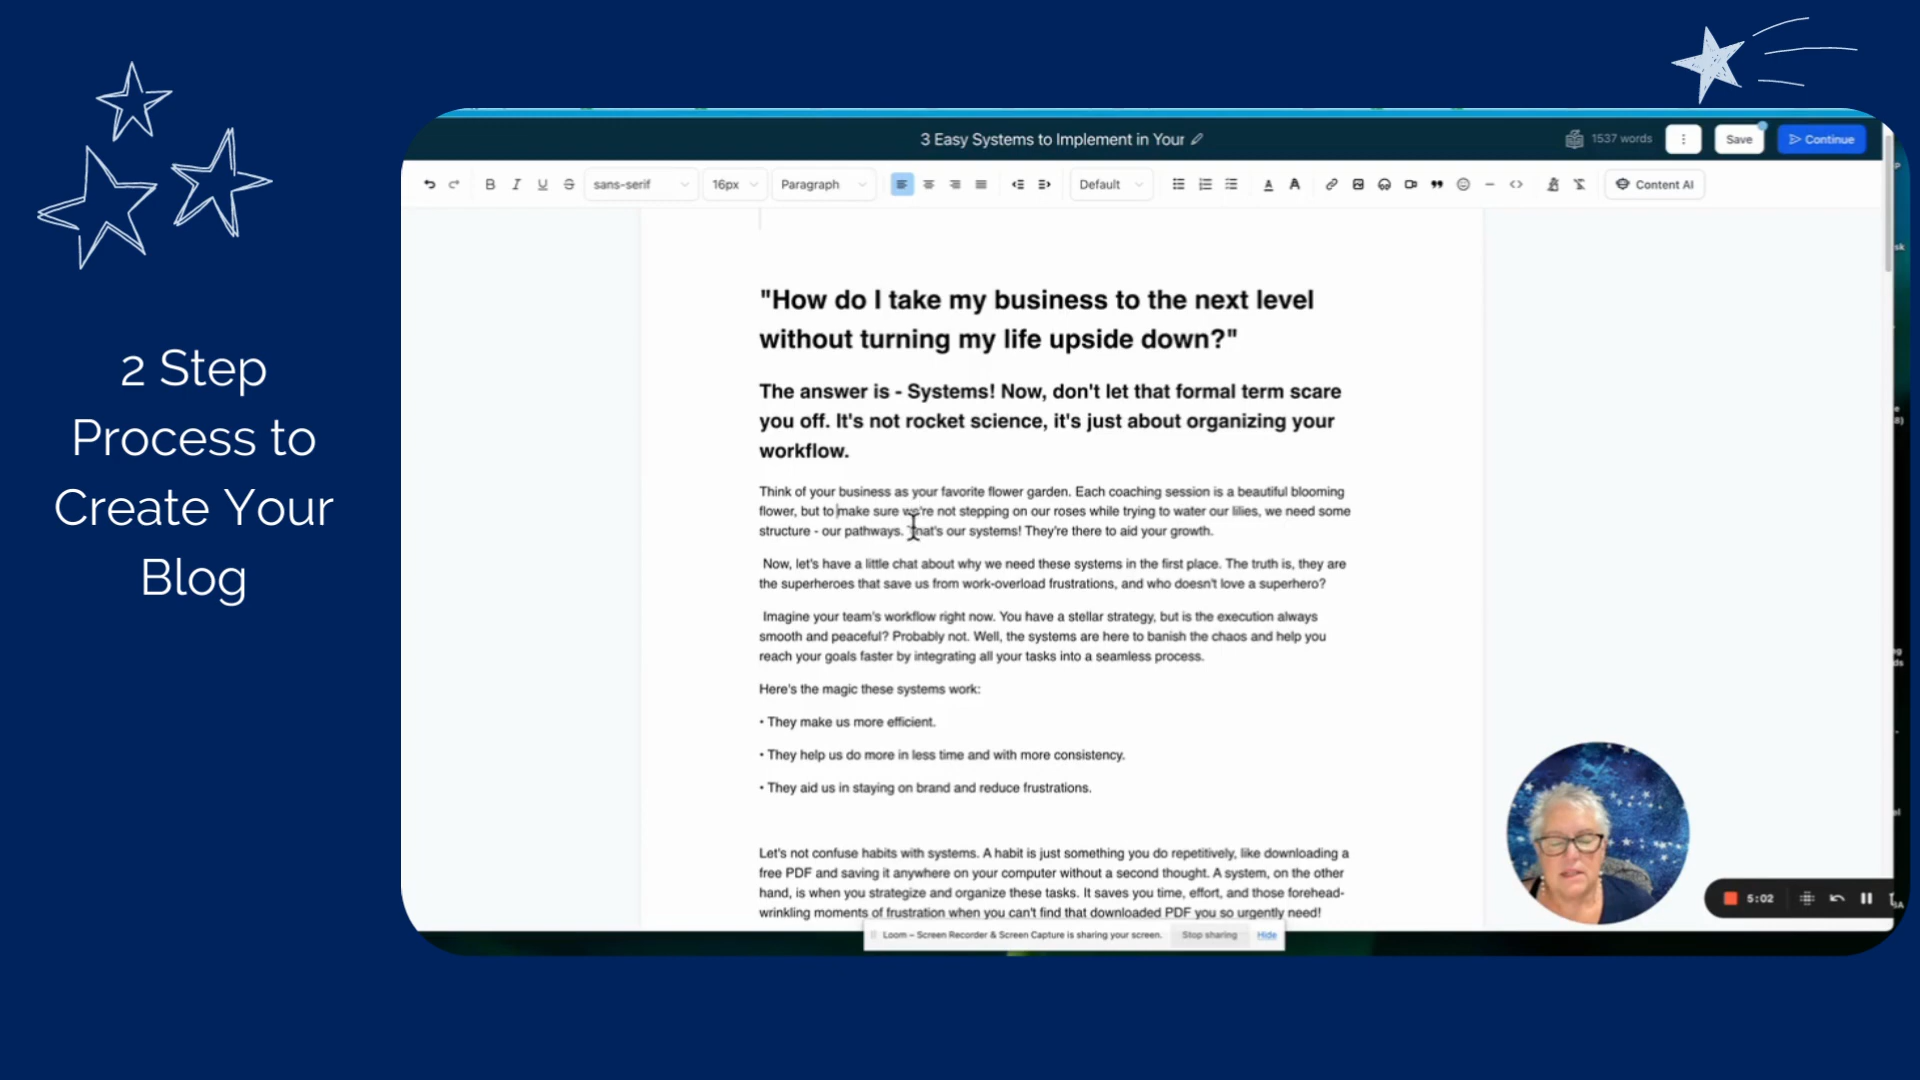 2 Step
Process to
Create Your
Blog
3 Easy Systems to Implement in Your
1537 words
Save
Continue
sans-serif
16px
Paragraph
Default
Content AI
"How do I take my business to the next level
without turning my life upside down?"
The answer is - Systems! Now, don't let that formal term scare
you off. It's not rocket science, it's just about organizing your
workflow.
Think of your business as your favorite flower garden. Each coaching session is a beautiful blooming
flower, but to make sure we're not stepping on our roses while trying to water our lilies, we need some
structure - our pathways. That's our systems! They're there to aid your growth.
Now, let's have a little chat about why we need these systems in the first place. The truth is, they are
the superheroes that save us from work-overload frustrations, and who doesn't love a superhero?
Imagine your team's workflow right now. You have a stellar strategy, but is the execution always
smooth and peaceful? Probably not. Well, the systems are here to banish the chaos and help you
reach your goals faster by integrating all your tasks into a seamless process.
Here's the magic these systems work:
• They make us more efficient.
• They help us do more in less time and with more consistency.
• They aid us in staying on brand and reduce frustrations.
Let's not confuse habits with systems. A habit is just something you do repetitively, like downloading a
free PDF and saving it anywhere on your computer without a second thought. A system, on the other
hand, is when you strategize and organize these tasks. It saves you time, effort, and those forehead-
wrinkling moments of frustration when you can't find that downloaded PDF you so urgently need!
5:02
Loom – Screen Recorder & Screen Capture is sharing your screen.
Stop sharing
Hide